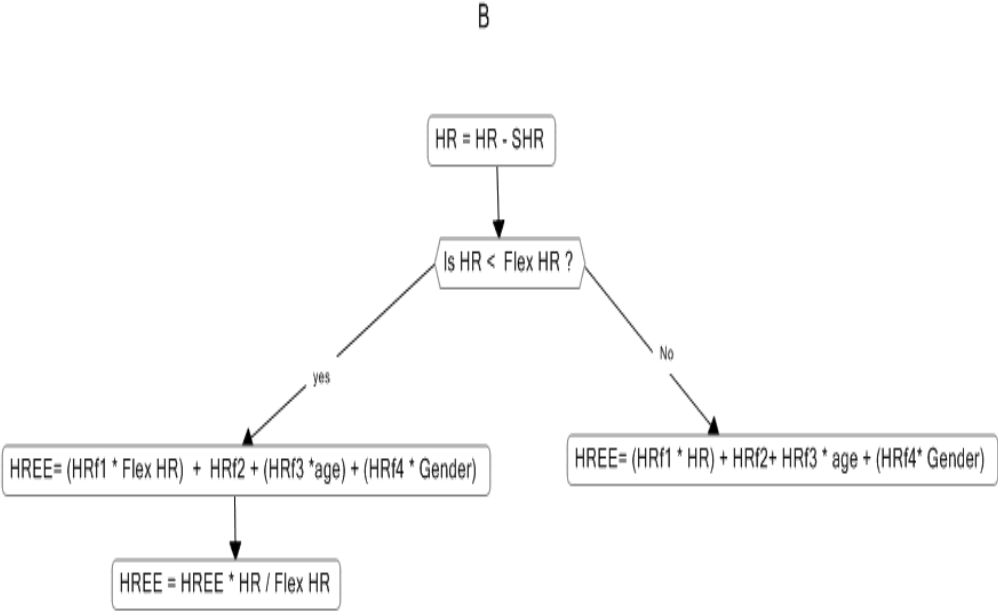 B
HR = HR - SHR
Is HR < Flex HR ?
yes
No
HREE= (HRf1 * Flex HR) + HRf2 + (HRf3 *age) + (HRf4 * Gender)
HREE= (HRf1 * HR) + HRf2+ HRf3 * age + (HRf4* Gender)
HREE = HREE * HR / Flex HR